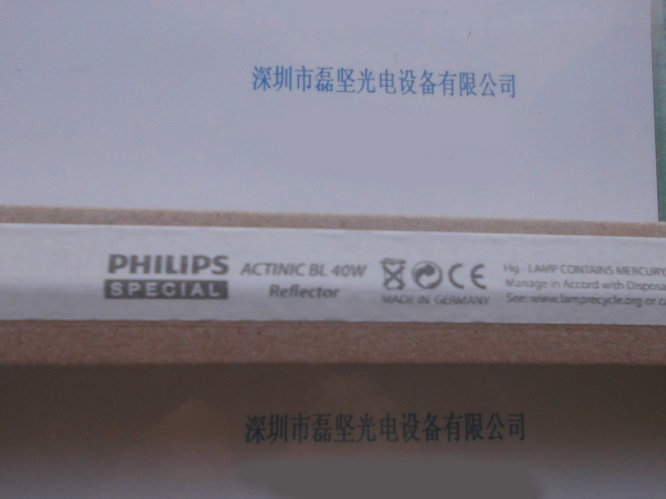 深圳市磊坚光电设备有限公司
PHILIPS ACTINIC BL 40W
SPECIAL Reflector
CE
MADE IN GERMANY
Hg - LAMP CONTAINS MERCURY
Manage in Accord with Disposa
See: www.lamprecycle.org or
深圳市磊坚光电设备有限公司